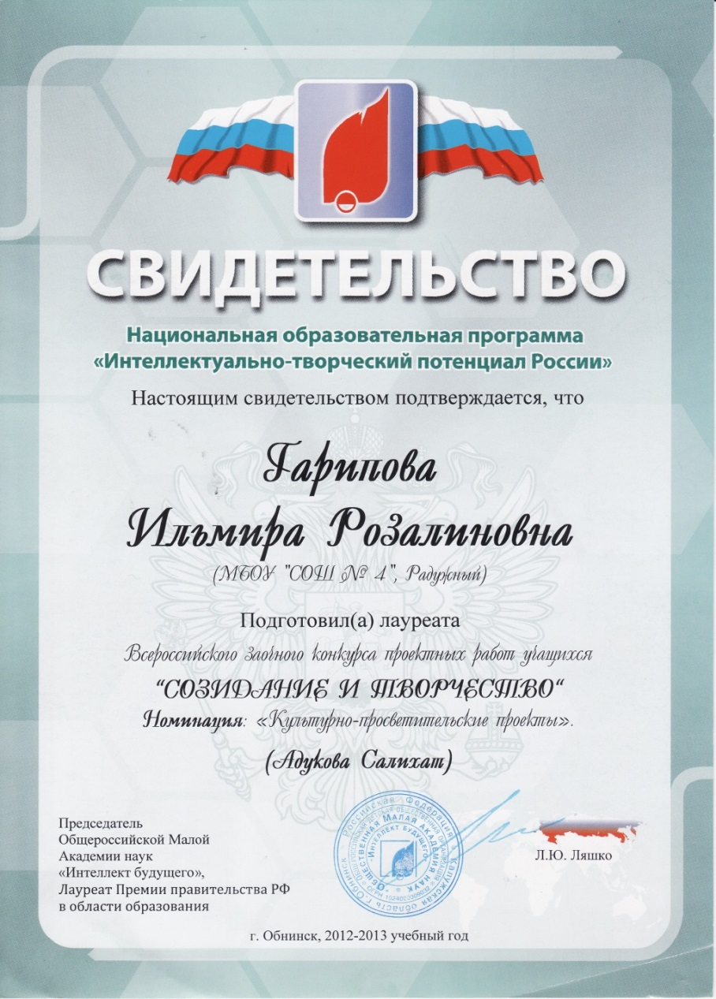 СВИДЕТЕЛЬСТВО
Национальная образовательная программа
«Интеллектуально-творческий потенциал России»
Настоящим свидетельством подтверждается, что
Гарипова
Ильмира Розалиновна
(МБОУ "СОШ № 4", Радужный)
Подготовил(а) лауреата
Всероссийского заочного конкурса проектных работ учащихся
“СОЗИДАНИЕ И ТВОРЧЕСТВО“
Номинация: «Культурно-просветительские проекты».
(Адукова Салихат)
Председатель
Общероссийской Малой
Академии наук
«Интеллект будущего»,
Лауреат Премии правительства РФ
в области образования
Российская Федерация Калужская область г. Обнинск
Малая академия наук
Интеллект будущего
Л.Ю. Ляшко
г. Обнинск, 2012-2013 учебный год